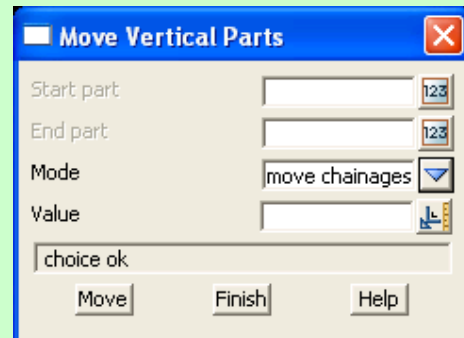 Move Vertical Parts
Start part 123
End part 123
Mode move chainages
Value
choice ok
Move Finish Help